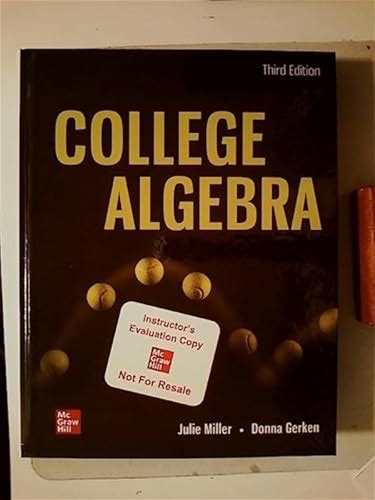 Third Edition
COLLEGE
ALGEBRA
Instructor's
Evaluation Copy
Mc
Graw
Hill
Not For Resale
Mc
Graw
Hill
Julie Miller • Donna Gerken